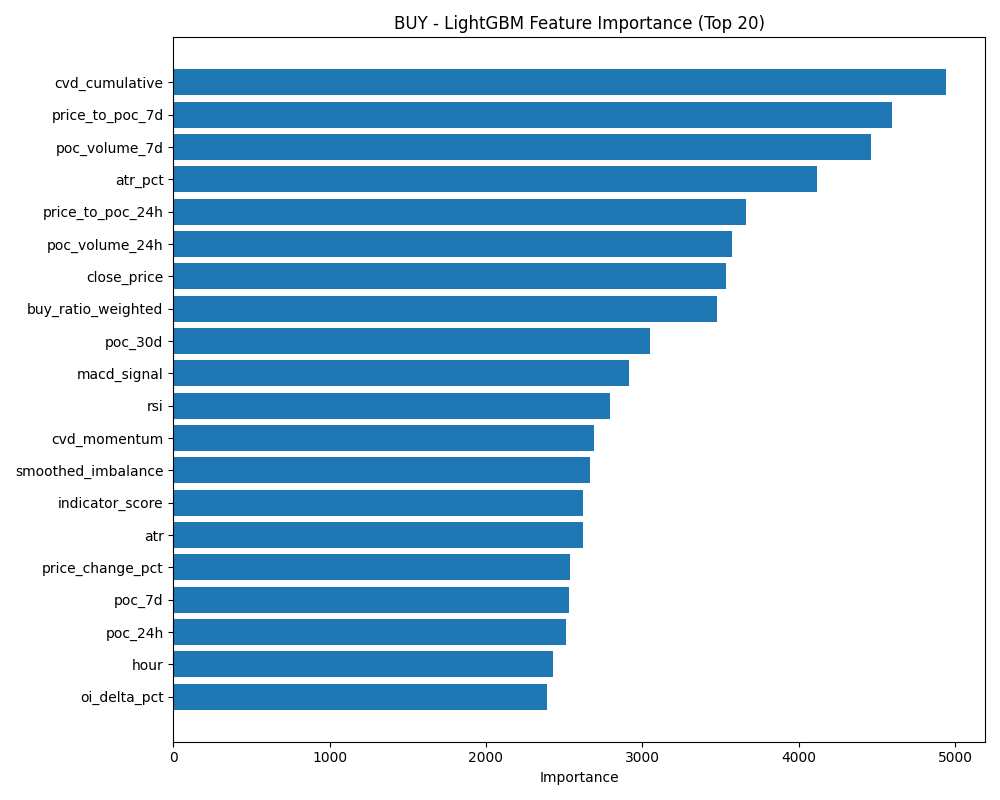 BUY - LightGBM Feature Importance (Top 20)
cvd_cumulative
price_to_poc_7d
poc_volume_7d
atr_pct
price_to_poc_24h
poc_volume_24h
close_price
buy_ratio_weighted
poc_30d
macd_signal
rsi
cvd_momentum
smoothed_imbalance
indicator_score
atr
price_change_pct
poc_7d
poc_24h
hour
oi_delta_pct
0 1000 2000 3000 4000 5000
Importance